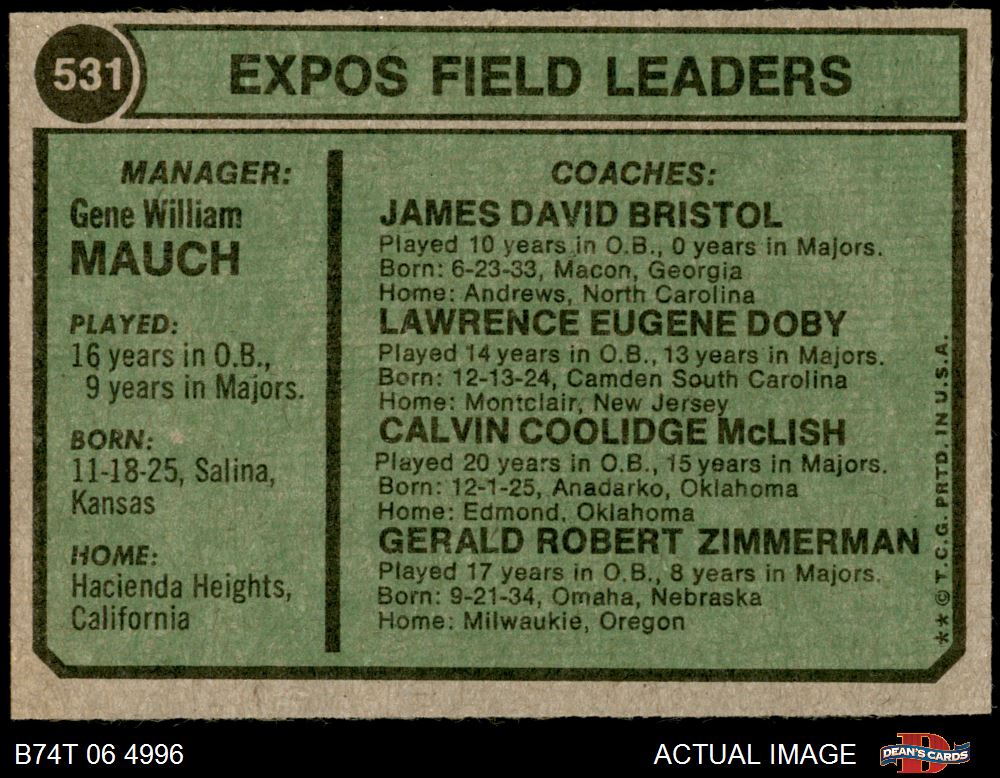 531
EXPOS FIELD LEADERS
MANAGER:
Gene William
MAUCH
PLAYED:
16 years in O.B.,
9 years in Majors.
BORN:
11-18-25, Salina,
Kansas
HOME:
Hacienda Heights,
California
COACHES:
JAMES DAVID BRISTOL
Played 10 years in O.B., 0 years in Majors.
Born: 6-23-33, Macon, Georgia
Home: Andrews, North Carolina
LAWRENCE EUGENE DOBY
Played 14 years in O.B., 13 years in Majors.
Born: 12-13-24, Camden South Carolina
Home: Montclair, New Jersey
CALVIN COOLIDGE McLISH
Played 20 years in O.B., 15 years in Majors.
Born: 12-1-25, Anadarko, Oklahoma
Home: Edmond, Oklahoma
GERALD ROBERT ZIMMERMAN
Played 17 years in O.B., 8 years in Majors.
Born: 9-21-34, Omaha, Nebraska
Home: Milwaukie, Oregon
**© T.C.G. PRTD. IN U.S.A.
B74T 06 4996
ACTUAL IMAGE
D
DEAN'S CARDS